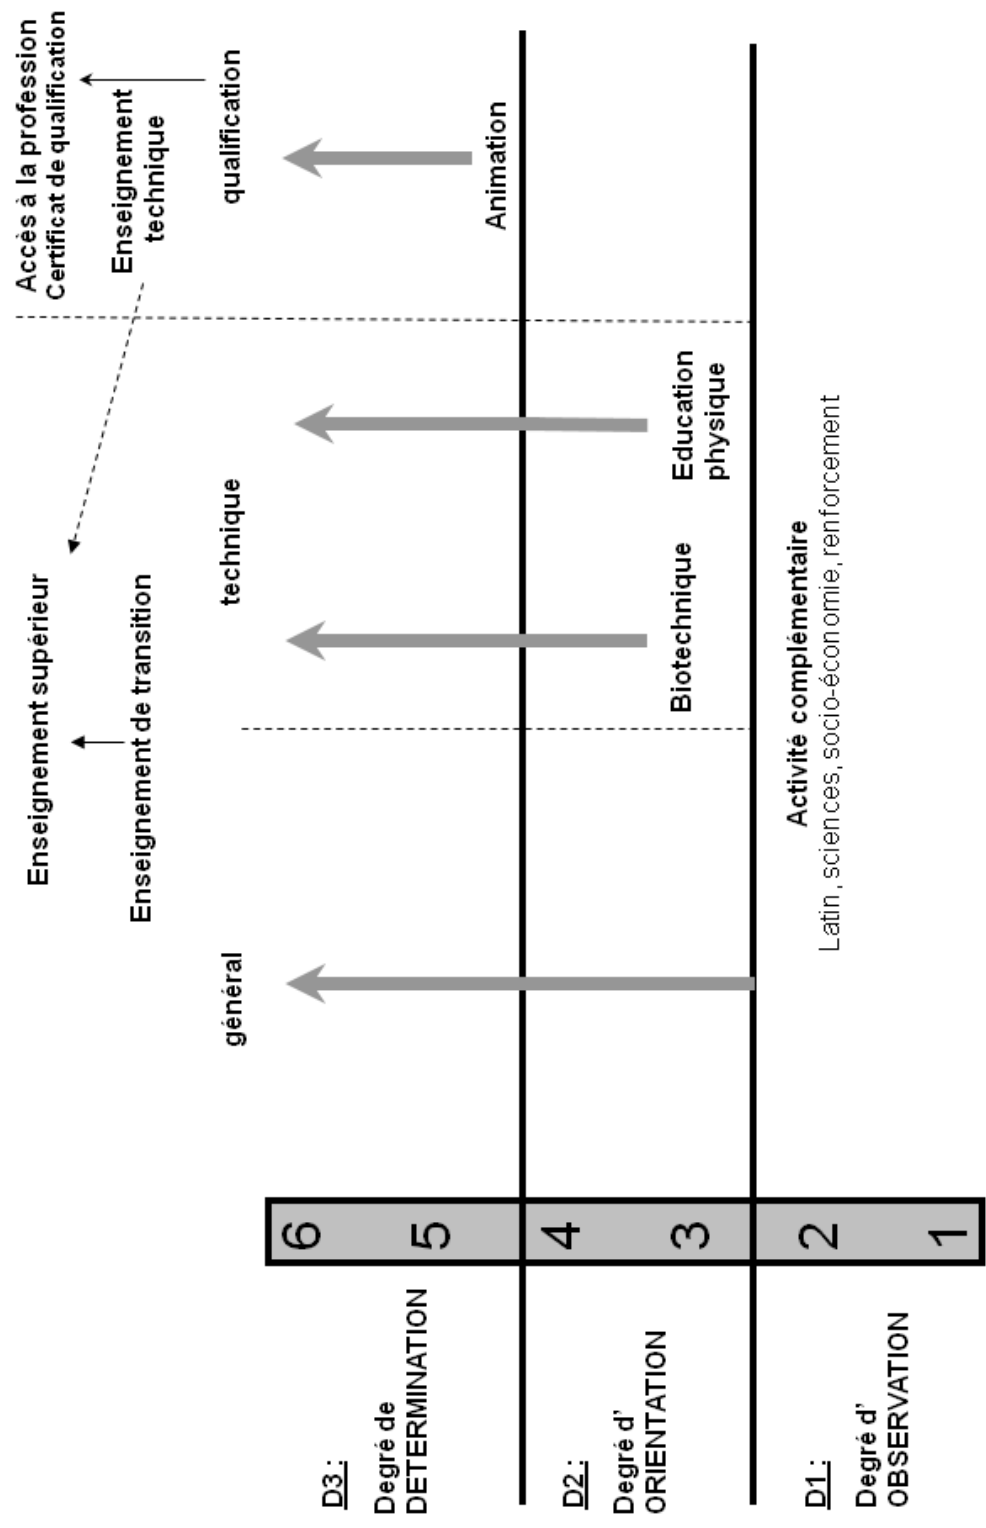 Enseignement supérieur
Accès à la profession
Certificat de qualification
Enseignement de transition
Enseignement
technique
général
technique
qualification
D3 :
Degré de
DETERMINATION
6
5
Animation
D2 :
Degré d'
ORIENTATION
4
3
Biotechnique
Education
physique
D1 :
Degré d'
OBSERVATION
2
1
Activité complémentaire
Latin, sciences, socio-économie, renforcement